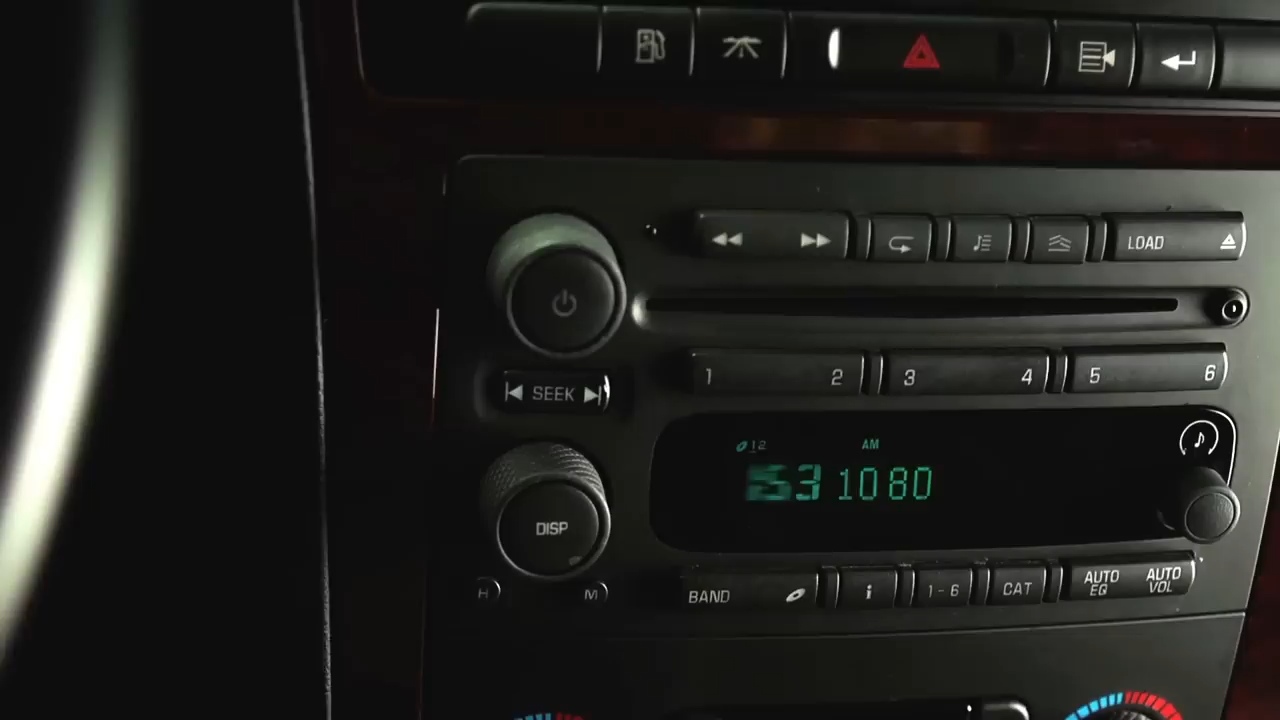 LOAD
1 2 3 4 5 6
SEEK
12 AM
1080
DISP
H M
BAND i 1-6 CAT AUTO EQ AUTO VOL